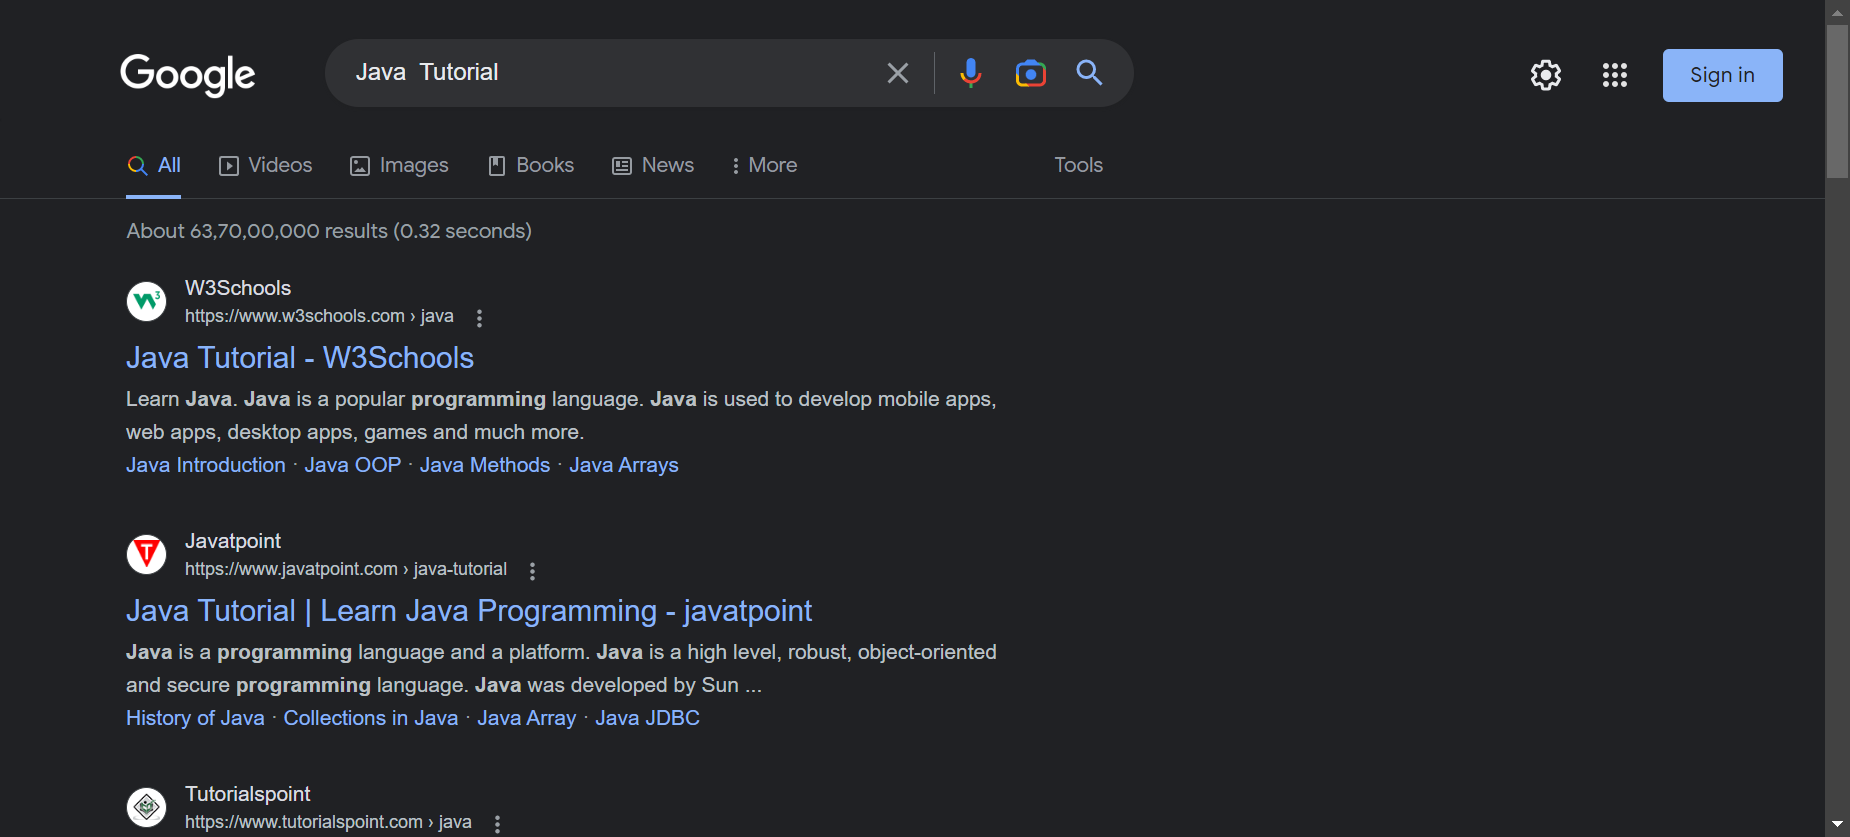 Google
Java  Tutorial
Sign in
All
Videos
Images
Books
News
More
Tools
About 63,70,00,000 results (0.32 seconds)
W3Schools
https://www.w3schools.com › java
Java Tutorial - W3Schools
Learn Java. Java is a popular programming language. Java is used to develop mobile apps,
web apps, desktop apps, games and much more.
Java Introduction · Java OOP · Java Methods · Java Arrays
Javatpoint
https://www.javatpoint.com › java-tutorial
Java Tutorial | Learn Java Programming - javatpoint
Java is a programming language and a platform. Java is a high level, robust, object-oriented
and secure programming language. Java was developed by Sun ...
History of Java · Collections in Java · Java Array · Java JDBC
Tutorialspoint
https://www.tutorialspoint.com › java